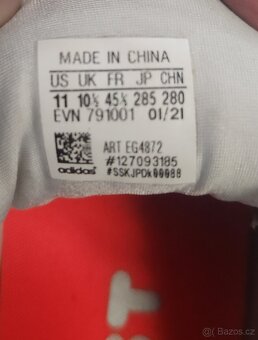 MADE IN CHINA
US UK FR JP CHN
11 10½ 45⅓ 285 280
EVN 791001 01/21
ART EG4872
#127093185
adidas #SSKJPDk00088
ST
Bazos.cz